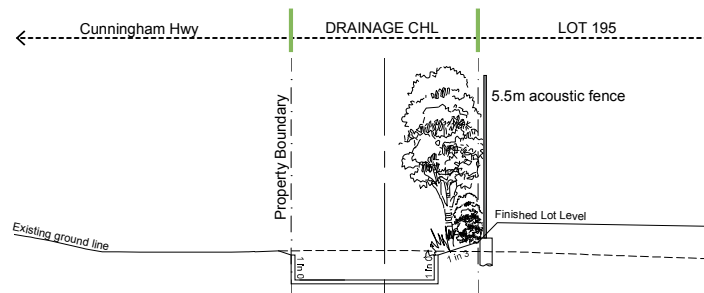 Cunningham Hwy
DRAINAGE CHL
LOT 195
5.5m acoustic fence
Property Boundary
Finished Lot Level
Existing ground line
1 in 0
1 in 0
1 in 3